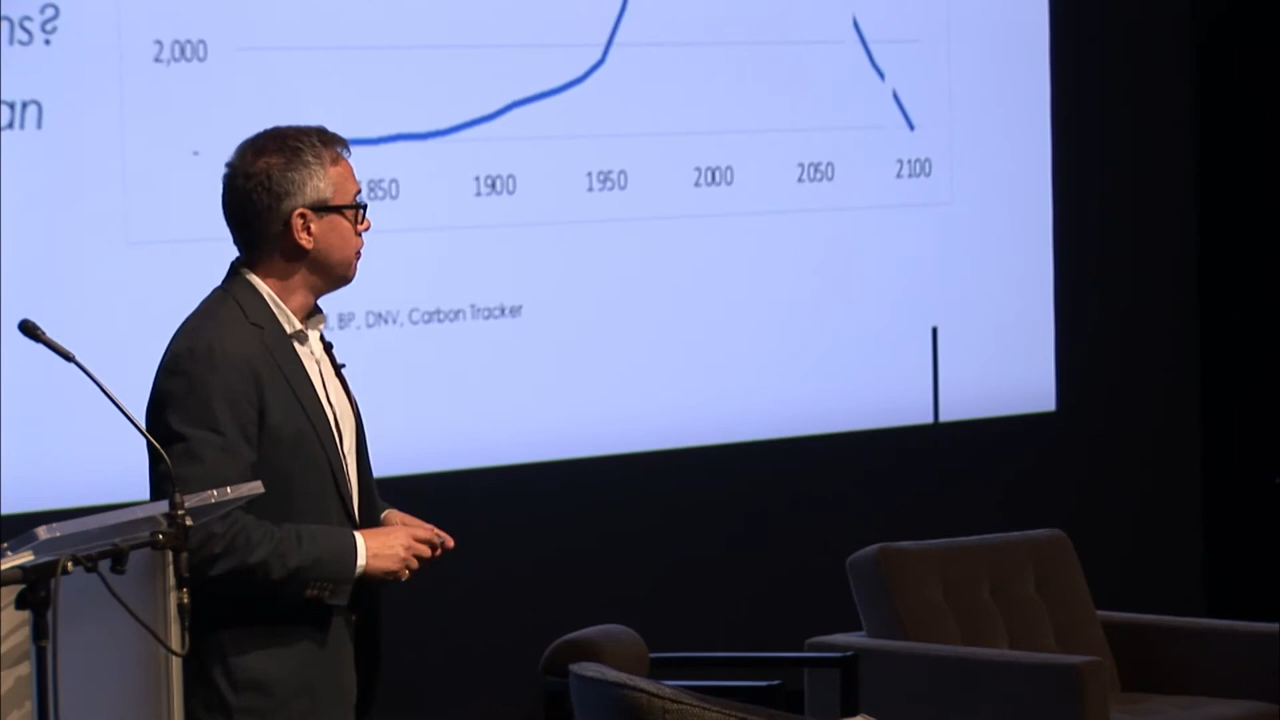 ns?
2,000
an
-
850 1900 1950 2000 2050 2100
BP, DNV, Carbon Tracker